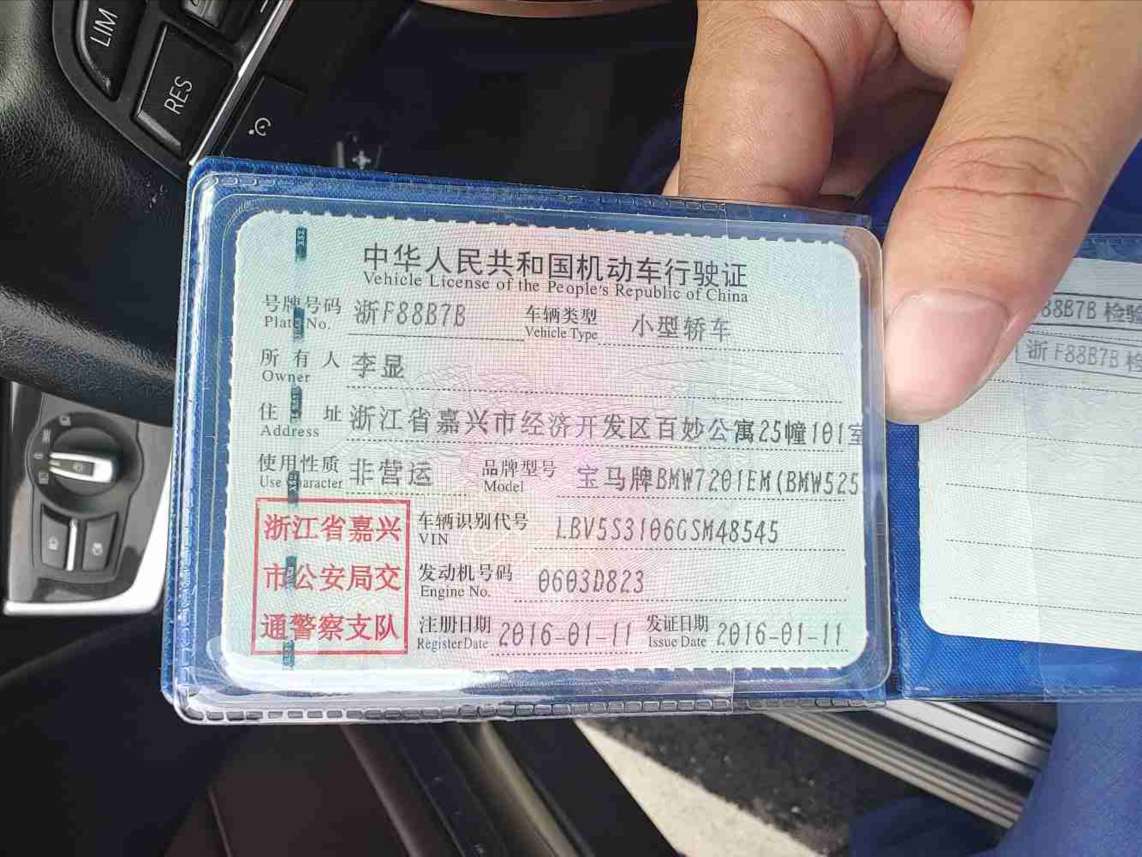 LIM
RES
中华人民共和国机动车行驶证
Vehicle License of the People's Republic of China
号牌号码 浙F88B7B 车辆类型 小型轿车
Plate No. Vehicle Type
所有人 李显
Owner
住址 浙江省嘉兴市经济开发区百妙公寓25幢101室
Address
使用性质 非营运 品牌型号 宝马牌BMW7201EM(BMW525
Use Character Model
浙江省嘉兴
市公安局交
通警察支队
车辆识别代号 LBV5S3106GSM48545
VIN
发动机号码 0603D823
Engine No.
注册日期 2016-01-11 发证日期 2016-01-11
Register Date Issue Date
88B7B 检验
浙F88B7B 检